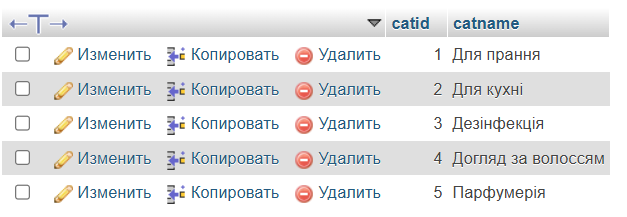 catid catname
Изменить Копировать Удалить 1 Для прання
Изменить Копировать Удалить 2 Для кухні
Изменить Копировать Удалить 3 Дезінфекція
Изменить Копировать Удалить 4 Догляд за волоссям
Изменить Копировать Удалить 5 Парфумерія